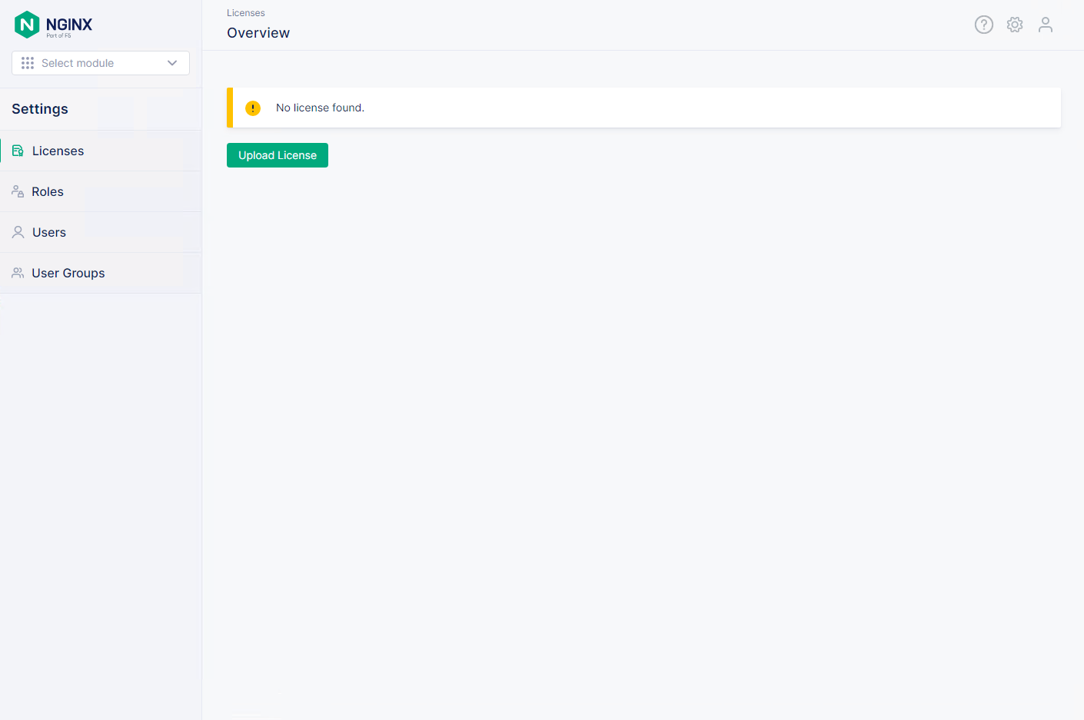 NGINX
Part of F5
Select module
Settings
Licenses
Roles
Users
User Groups
Licenses
Overview
No license found.
Upload License